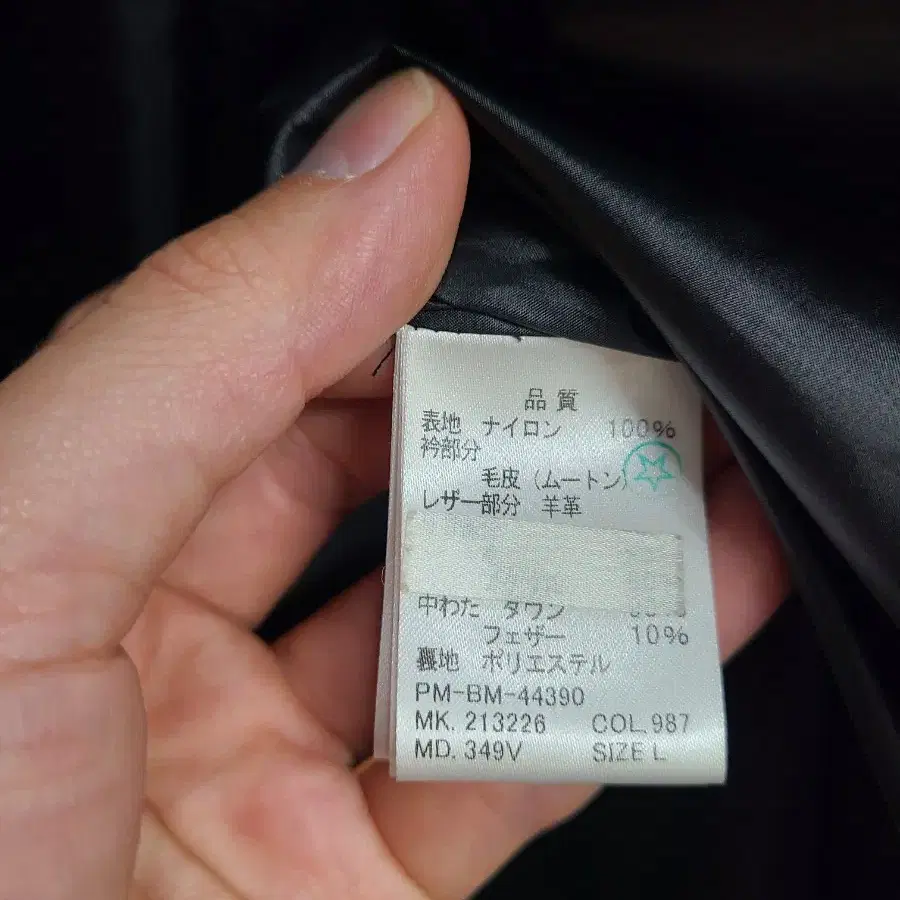 品質
表地 ナイロン 100%
衿部分
毛皮 (ムートン)
レザー部分 羊革
中わた ダウン
フェザー 10%
裏地 ポリエステル
PM-BM-44390
MK. 213226 COL. 987
MD. 349V SIZE L